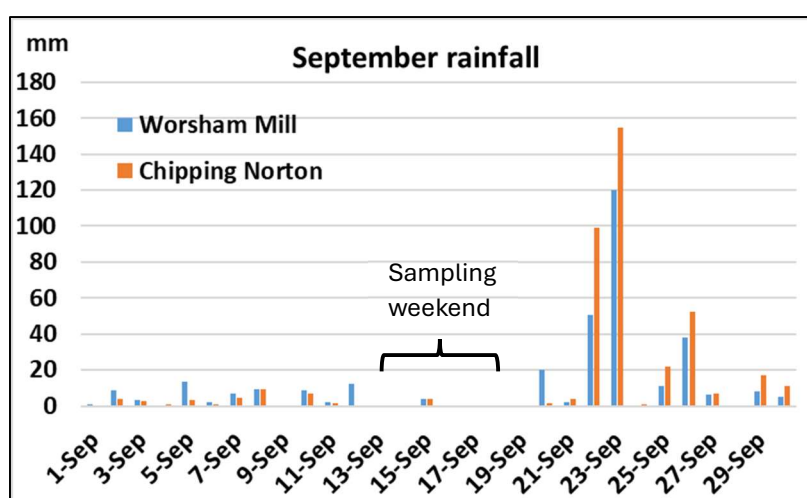 mm
September rainfall
180
160
140
120
100
80
60
40
20
0
Worsham Mill
Chipping Norton
Sampling
weekend
1-Sep
3-Sep
5-Sep
7-Sep
9-Sep
11-Sep
13-Sep
15-Sep
17-Sep
19-Sep
21-Sep
23-Sep
25-Sep
27-Sep
29-Sep